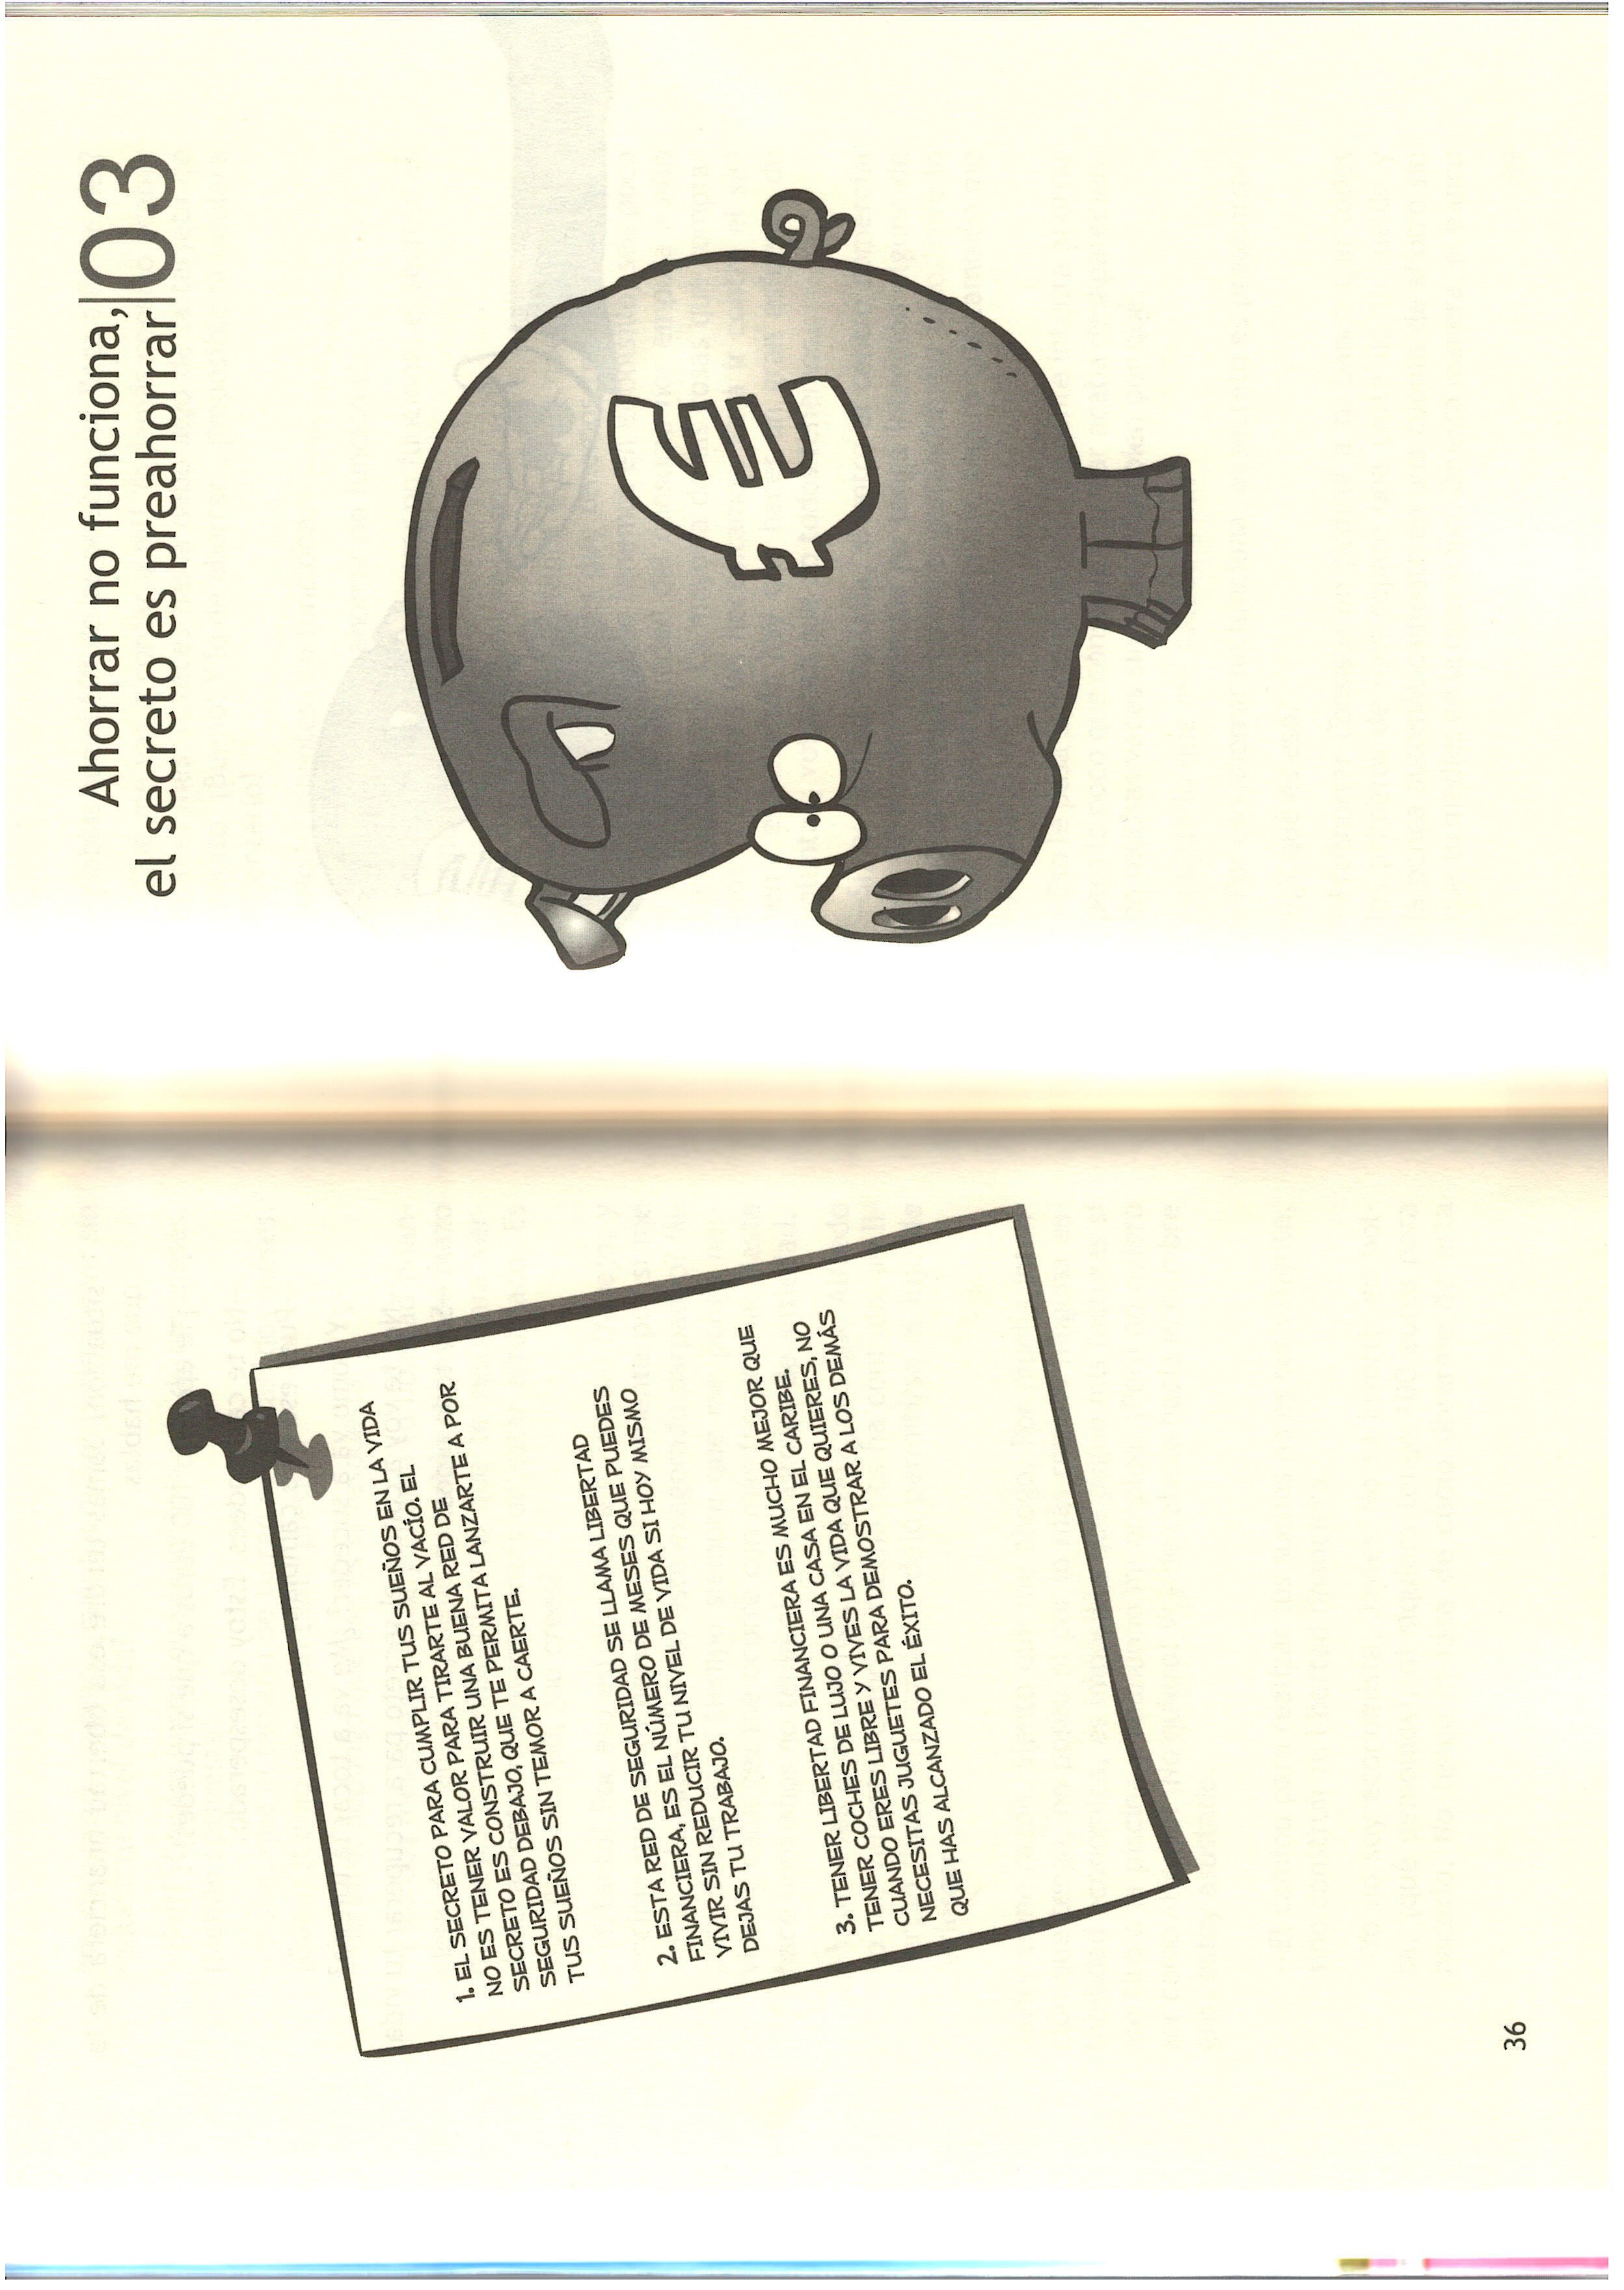 1. EL SECRETO PARA CUMPLIR TUS SUEÑOS EN LA VIDA
NO ES TENER VALOR PARA TIRARTE AL VACÍO. EL
SECRETO ES CONSTRUIR UNA BUENA RED DE
SEGURIDAD DEBAJO, QUE TE PERMITA LANZARTE A POR
TUS SUEÑOS SIN TEMOR A CAERTE.
2. ESTA RED DE SEGURIDAD SE LLAMA LIBERTAD
FINANCIERA, ES EL NÚMERO DE MESES QUE PUEDES
VIVIR SIN REDUCIR TU NIVEL DE VIDA SI HOY MISMO
DEJAS TU TRABAJO.
3. TENER LIBERTAD FINANCIERA ES MUCHO MEJOR QUE
TENER COCHES DE LUJO O UNA CASA EN EL CARIBE.
CUANDO ERES LIBRE Y VIVES LA VIDA QUE QUIERES, NO
NECESITAS JUGUETES PARA DEMOSTRAR A LOS DEMÁS
QUE HAS ALCANZADO EL ÉXITO.
36
Ahorrar no funciona,
el secreto es preahorrar
03
€